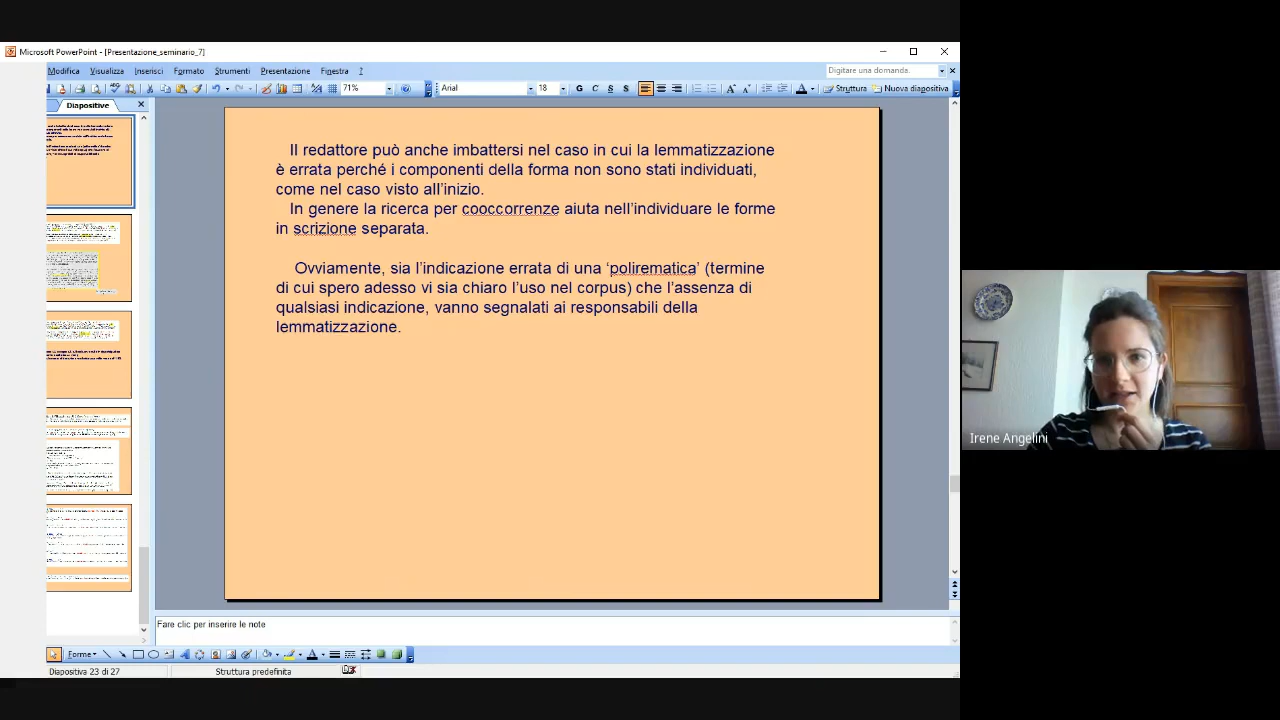 Microsoft PowerPoint - [Presentazione_seminario_7]
Modifica Visualizza Inserisci Formato Strumenti Presentazione Finestra ?
Digitare una domanda.
71%
Arial
18
G C S S
Struttura
Nuova diapositiva
Diapositive
Il redattore può anche imbattersi nel caso in cui la lemmatizzazione
è errata perché i componenti della forma non sono stati individuati,
come nel caso visto all'inizio.
In genere la ricerca per cooccorrenze aiuta nell'individuare le forme
in scrizione separata.
Ovviamente, sia l'indicazione errata di una 'polirematica' (termine
di cui spero adesso vi sia chiaro l'uso nel corpus) che l'assenza di
qualsiasi indicazione, vanno segnalati ai responsabili della
lemmatizzazione.
Irene Angelini
Fare clic per inserire le note
Forme
Diapositiva 23 di 27
Struttura predefinita